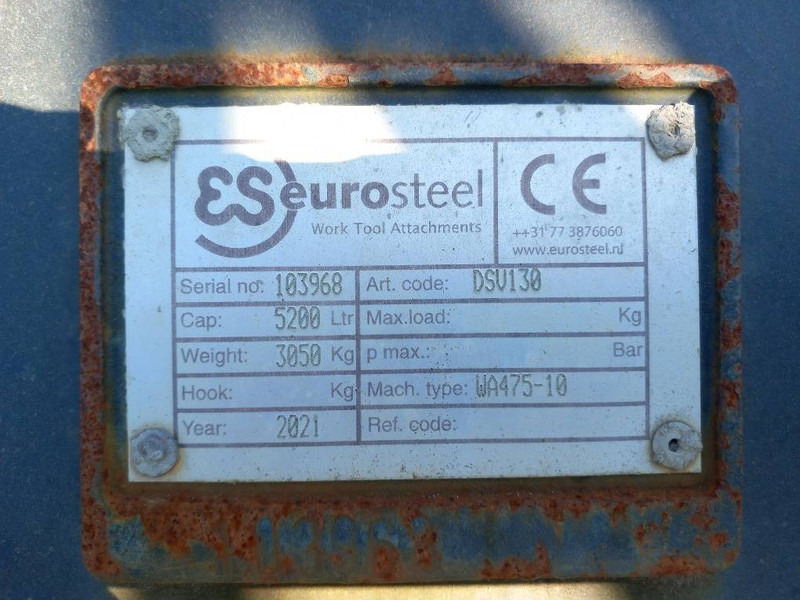 ES eurosteel
Work Tool Attachments
CE
++31 77 3876060
www.eurosteel.nl
Serial no: 103968 Art. code: DSV130
Cap: 5200 Ltr Max.load: Kg
Weight: 3050 Kg p max.: Bar
Hook: Kg Mach. type: WA475-10
Year: 2021 Ref. code: